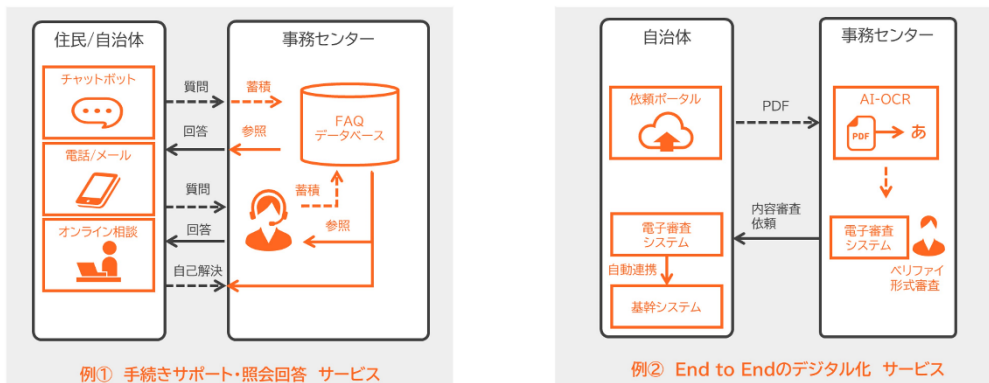 住民/自治体
事務センター
チャットボット
質問
蓄積
FAQ
データベース
回答
参照
電話/メール
質問
蓄積
回答
参照
オンライン相談
自己解決
例① 手続きサポート・照会回答 サービス
自治体
事務センター
依頼ポータル
PDF
AI-OCR
PDF
あ
内容審査
依頼
電子審査
システム
電子審査
システム
自動連携
ベリファイ
形式審査
基幹システム
例② End to Endのデジタル化 サービス